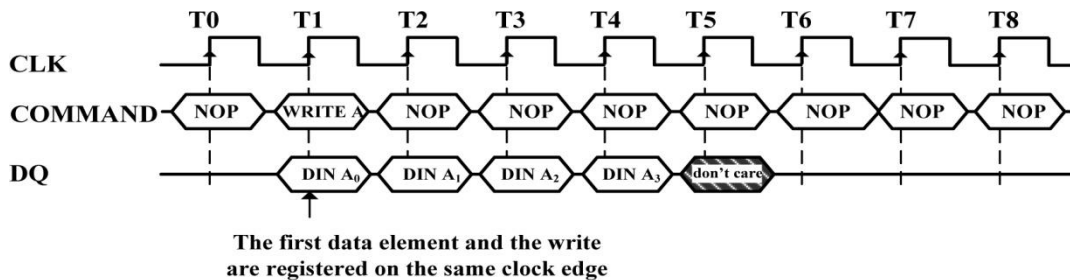 T0 T1 T2 T3 T4 T5 T6 T7 T8
CLK
COMMAND NOP WRITE A NOP NOP NOP NOP NOP NOP NOP
DQ DIN A₀ DIN A₁ DIN A₂ DIN A₃ don't care
The first data element and the write
are registered on the same clock edge